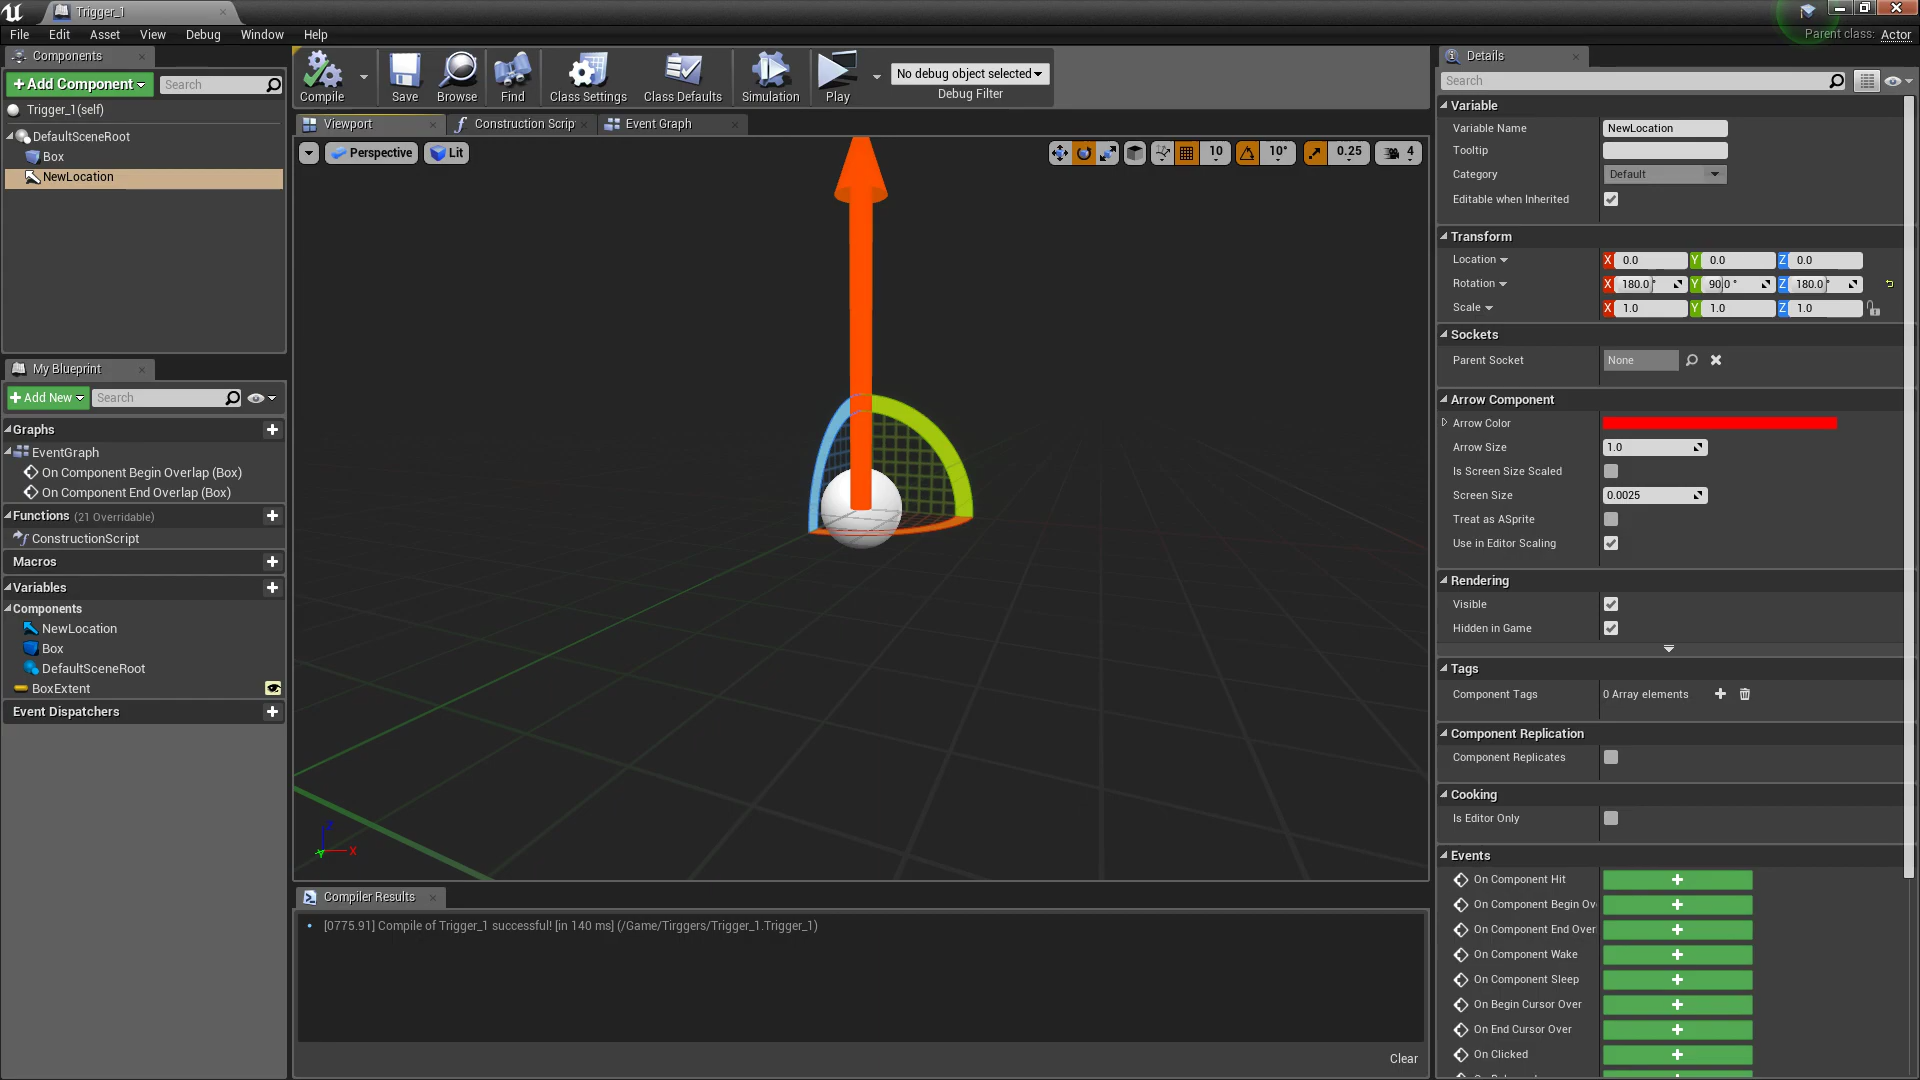 Trigger_1
File Edit Asset View Debug Window Help
Parent class: Actor
Components
Add Component
Search
Trigger_1(self)
DefaultSceneRoot
Box
NewLocation
My Blueprint
Add New
Search
Graphs
EventGraph
On Component Begin Overlap (Box)
On Component End Overlap (Box)
Functions (21 Overridable)
ConstructionScript
Macros
Variables
Components
NewLocation
Box
DefaultSceneRoot
BoxExtent
Event Dispatchers
Compile Save Browse Find Class Settings Class Defaults Simulation Play
No debug object selected
Debug Filter
Viewport Construction Scrip Event Graph
Perspective Lit 10 10° 0.25 4
Z
Y X
Compiler Results
[0775.91] Compile of Trigger_1 successful! [in 140 ms] (/Game/Tirggers/Trigger_1.Trigger_1)
Clear
Details
Search
Variable
Variable Name NewLocation
Tooltip
Category Default
Editable when Inherited
Transform
Location X 0.0 Y 0.0 Z 0.0
Rotation X 180.0 ° Y 90.0 ° Z 180.0 °
Scale X 1.0 Y 1.0 Z 1.0
Sockets
Parent Socket None
Arrow Component
Arrow Color
Arrow Size 1.0
Is Screen Size Scaled
Screen Size 0.0025
Treat as ASprite
Use in Editor Scaling
Rendering
Visible
Hidden in Game
Tags
Component Tags 0 Array elements
Component Replication
Component Replicates
Cooking
Is Editor Only
Events
On Component Hit
On Component Begin Ov
On Component End Over
On Component Wake
On Component Sleep
On Begin Cursor Over
On End Cursor Over
On Clicked